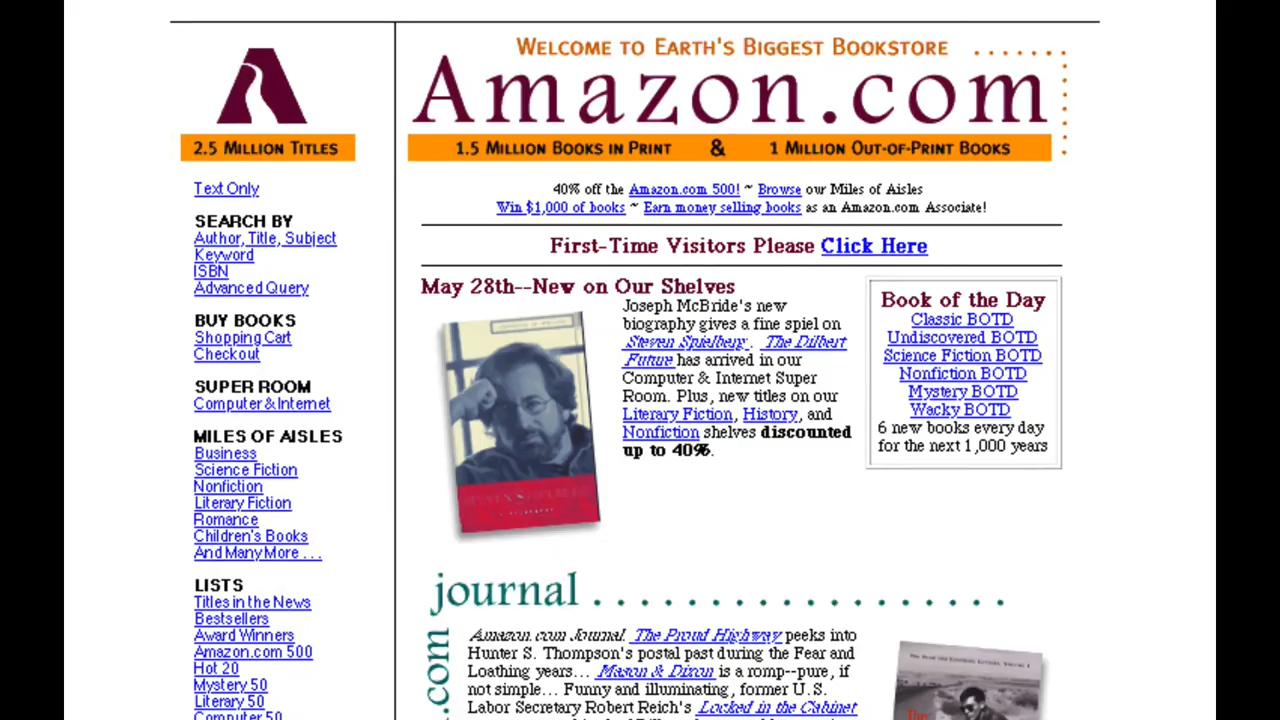 WELCOME TO EARTH'S BIGGEST BOOKSTORE
Amazon.com
2.5 MILLION TITLES
1.5 MILLION BOOKS IN PRINT & 1 MILLION OUT-OF-PRINT BOOKS
Text Only
SEARCH BY
Author, Title, Subject
Keyword
ISBN
Advanced Query
BUY BOOKS
Shopping Cart
Checkout
SUPER ROOM
Computer & Internet
MILES OF AISLES
Business
Science Fiction
Nonfiction
Literary Fiction
Romance
Children's Books
And Many More . . .
LISTS
Titles in the News
Bestsellers
Award Winners
Amazon.com 500
Hot 20
Mystery 50
Literary 50
Computer 50
40% off the Amazon.com 500! ~ Browse our Miles of Aisles
Win $1,000 of books ~ Earn money selling books as an Amazon.com Associate!
First-Time Visitors Please Click Here
May 28th--New on Our Shelves
Joseph McBride's new
biography gives a fine spiel on
Steven Spielberg. The Dilbert
Future has arrived in our
Computer & Internet Super
Room. Plus, new titles on our
Literary Fiction, History, and
Nonfiction shelves discounted
up to 40%.
Book of the Day
Classic BOTD
Undiscovered BOTD
Science Fiction BOTD
Nonfiction BOTD
Mystery BOTD
Wacky BOTD
6 new books every day
for the next 1,000 years
journal . . . . . . . . . . . . . . . . . .
.com
Amazon.com Journal. The Proud Highway peeks into
Hunter S. Thompson's postal past during the Fear and
Loathing years... Mason & Dixon is a romp--pure, if
not simple... Funny and illuminating, former U.S.
Labor Secretary Robert Reich's Locked in the Cabinet